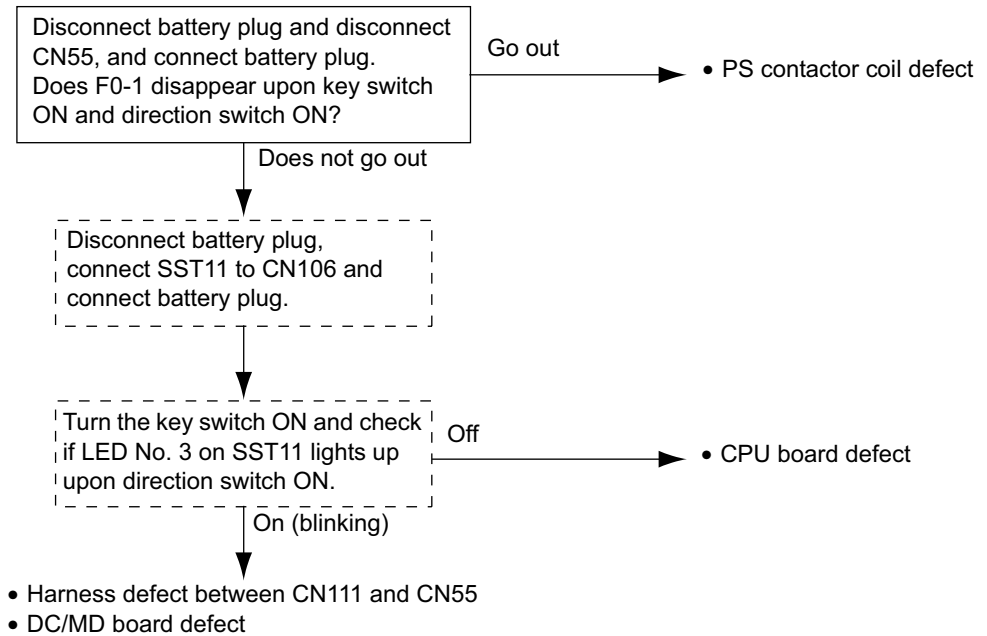 Disconnect battery plug and disconnect
CN55, and connect battery plug.
Does F0-1 disappear upon key switch
ON and direction switch ON?
Go out
• PS contactor coil defect
Does not go out
Disconnect battery plug,
connect SST11 to CN106 and
connect battery plug.
Turn the key switch ON and check
if LED No. 3 on SST11 lights up
upon direction switch ON.
Off
• CPU board defect
On (blinking)
• Harness defect between CN111 and CN55
• DC/MD board defect